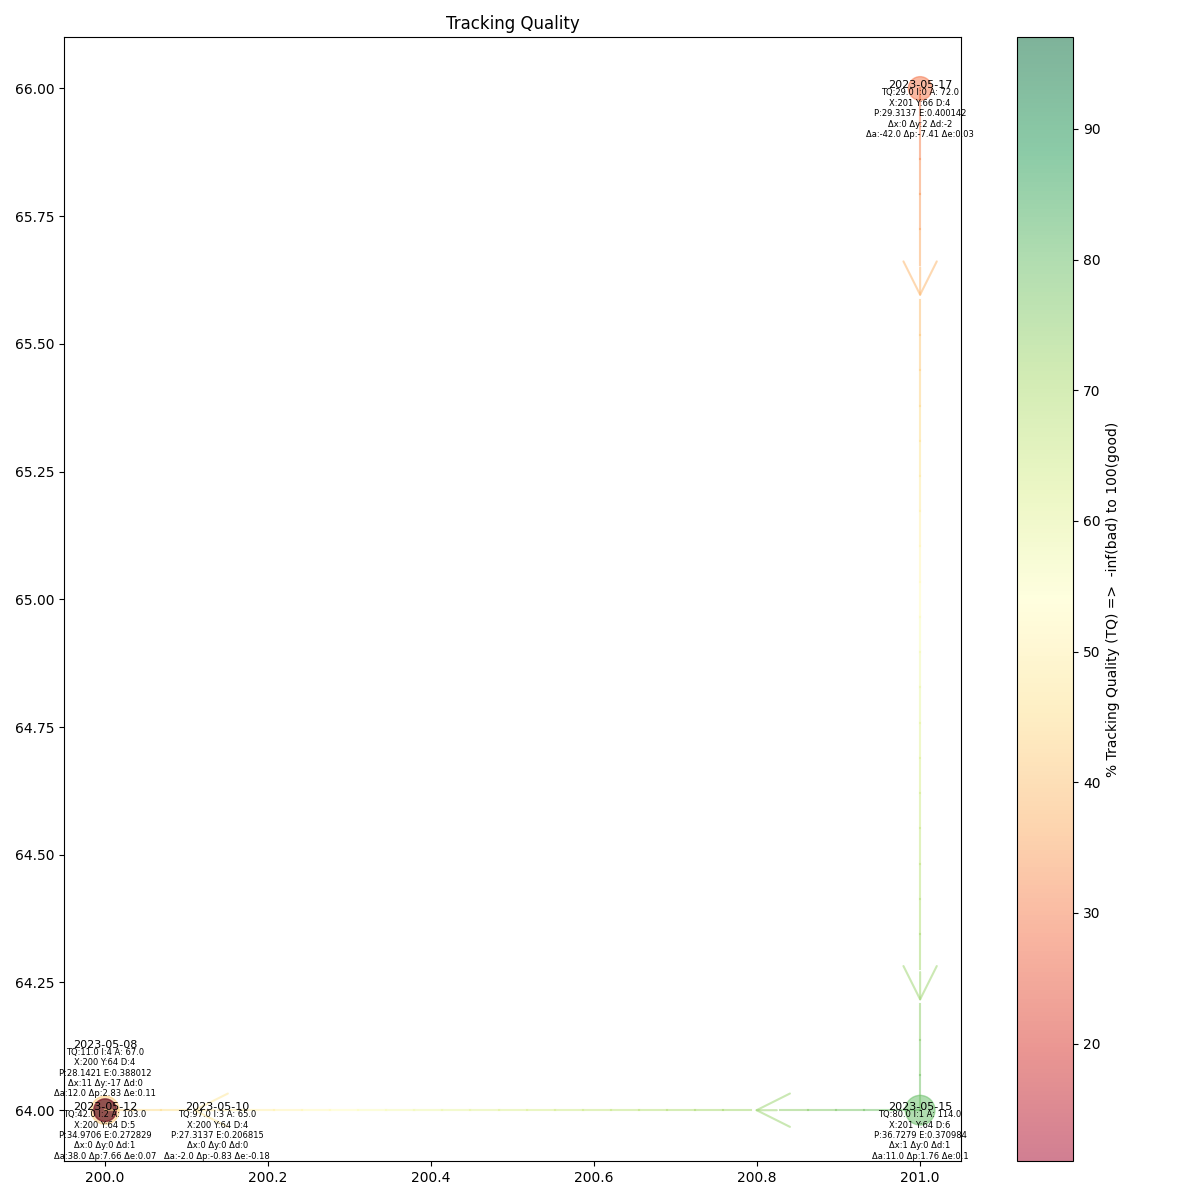 Tracking Quality
66.00
65.75
65.50
65.25
65.00
64.75
64.50
64.25
64.00
200.0
200.2
200.4
200.6
200.8
201.0
2023-05-17
TQ:29.0 I:0 A: 72.0
X:201 Y:66 D:4
P:29.3137 E:0.400142
Δx:0 Δy:2 Δd:-2
Δa:-42.0 Δp:-7.41 Δe:0.03
2023-05-08
TQ:11.0 I:4 A: 67.0
X:200 Y:64 D:4
P:28.1421 E:0.388012
Δx:11 Δy:-17 Δd:0
Δa:12.0 Δp:2.83 Δe:0.11
2023-05-12
TQ:42.0 I:2 A: 103.0
X:200 Y:64 D:5
P:34.9706 E:0.272829
Δx:0 Δy:0 Δd:1
Δa:38.0 Δp:7.66 Δe:0.07
2023-05-10
TQ:97.0 I:3 A: 65.0
X:200 Y:64 D:4
P:27.3137 E:0.206815
Δx:0 Δy:0 Δd:0
Δa:-2.0 Δp:-0.83 Δe:-0.18
2023-05-15
TQ:80.0 I:1 A: 114.0
X:201 Y:64 D:6
P:36.7279 E:0.370984
Δx:1 Δy:0 Δd:1
Δa:11.0 Δp:1.76 Δe:0.1
90
80
70
60
50
40
30
20
% Tracking Quality (TQ) => -inf(bad) to 100(good)